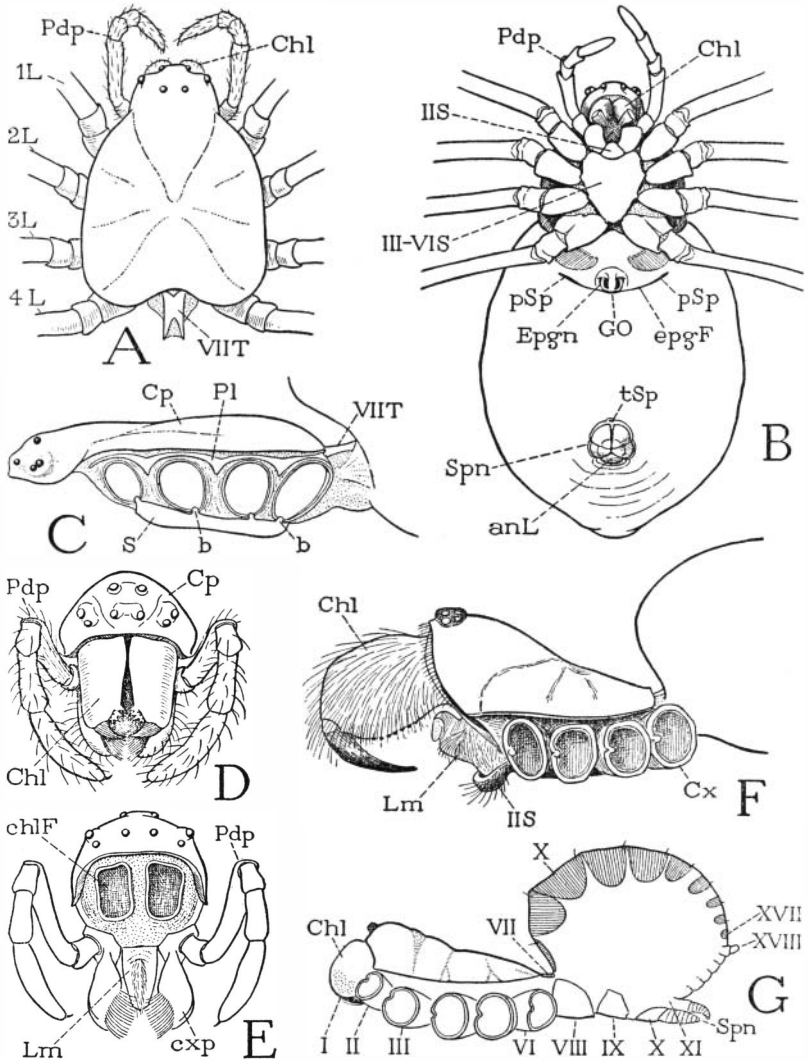 Pdp
Chl
1L
2L
3L
4L
A
VIIT
Pdp
Chl
IIS
III-VIS
pSp
pSp
Epgn
GO
epgF
tSp
Spn
anL
B
Cp
Pl
VIIT
C
S
b
b
Pdp
Cp
Chl
D
Chl
Lm
IIS
Cx
F
chlF
Pdp
Lm
cxp
E
X
VII
XVII
XVIII
Chl
G
I
II
III
VI
VIII
IX
X
XI
Spn